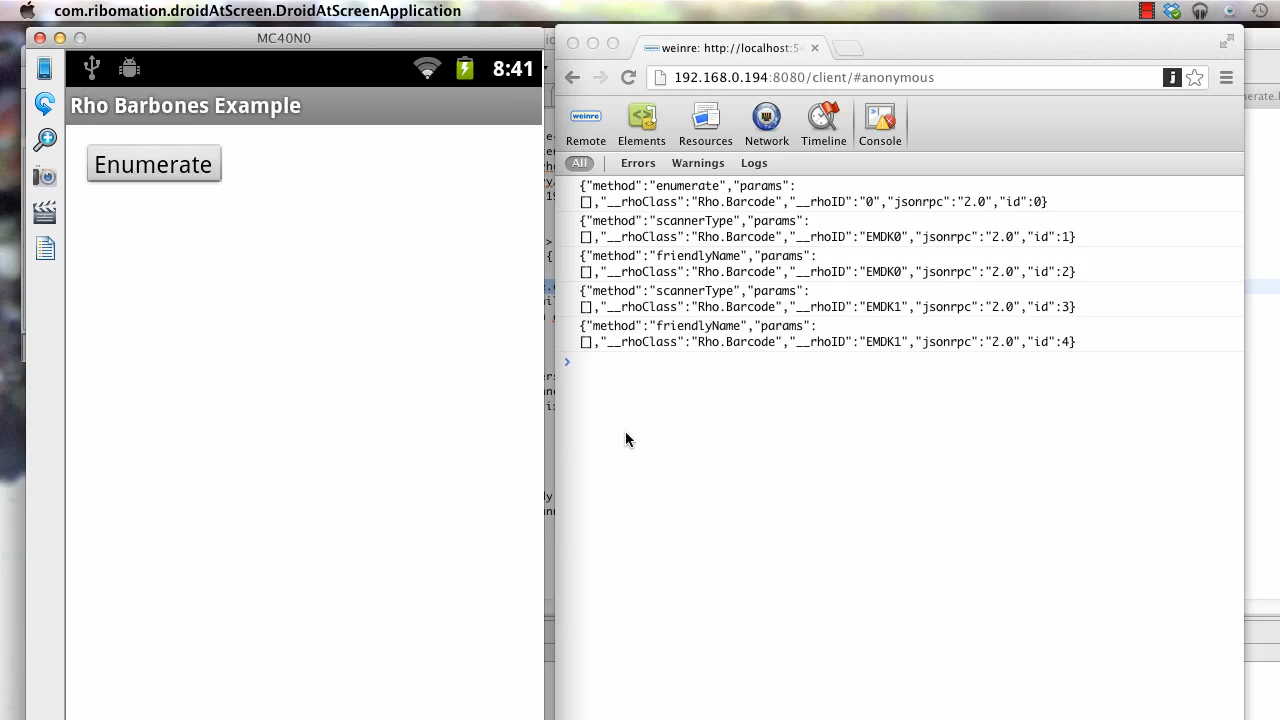 com.ribomation.droidAtScreen.DroidAtScreenApplication
MC40N0
8:41
Rho Barbones Example
Enumerate
weinre: http://localhost:54
192.168.0.194:8080/client/#anonymous
Remote
Elements
Resources
Network
Timeline
Console
All
Errors
Warnings
Logs
{"method":"enumerate","params":
[],"__rhoClass":"Rho.Barcode","__rhoID":"0","jsonrpc":"2.0","id":0}
{"method":"scannerType","params":
[],"__rhoClass":"Rho.Barcode","__rhoID":"EMDK0","jsonrpc":"2.0","id":1}
{"method":"friendlyName","params":
[],"__rhoClass":"Rho.Barcode","__rhoID":"EMDK0","jsonrpc":"2.0","id":2}
{"method":"scannerType","params":
[],"__rhoClass":"Rho.Barcode","__rhoID":"EMDK1","jsonrpc":"2.0","id":3}
{"method":"friendlyName","params":
[],"__rhoClass":"Rho.Barcode","__rhoID":"EMDK1","jsonrpc":"2.0","id":4}